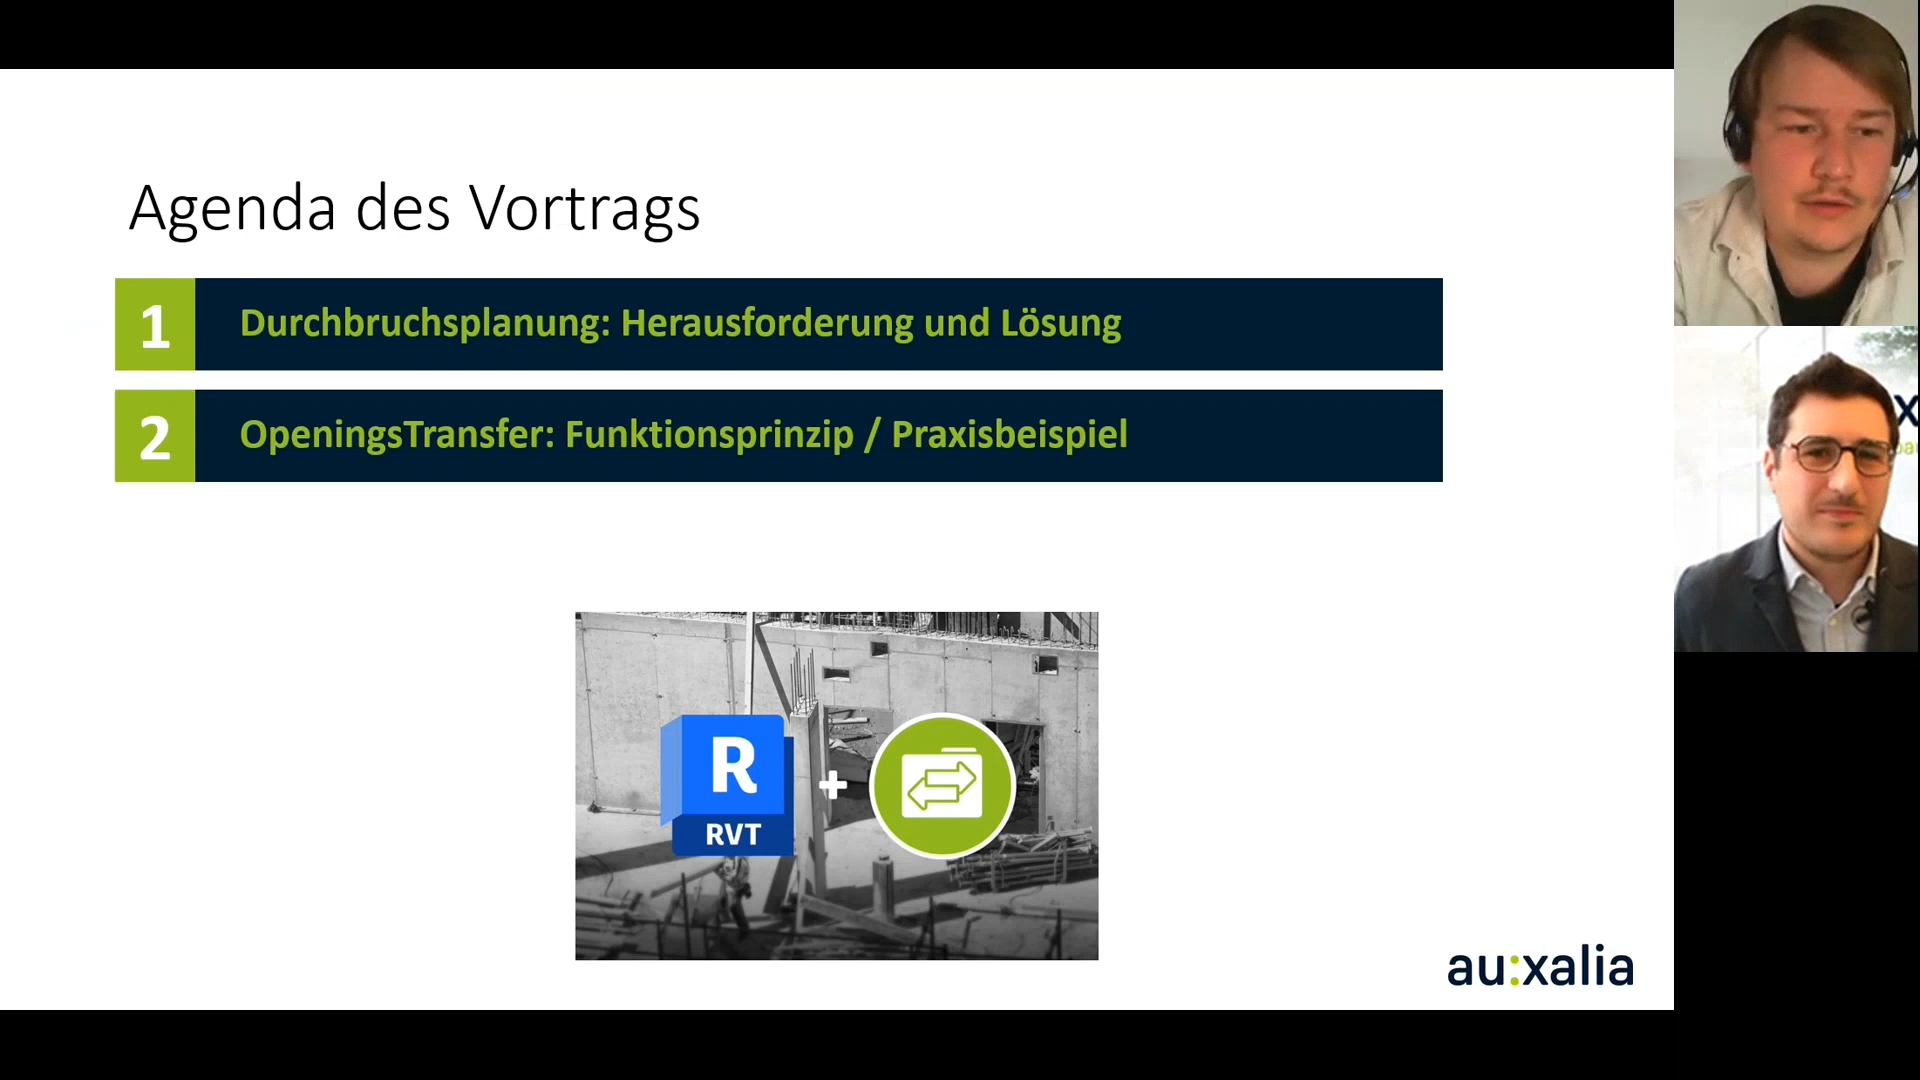 Agenda des Vortrags
1
Durchbruchsplanung: Herausforderung und Lösung
2
OpeningsTransfer: Funktionsprinzip / Praxisbeispiel
R
+
RVT
au:xalia